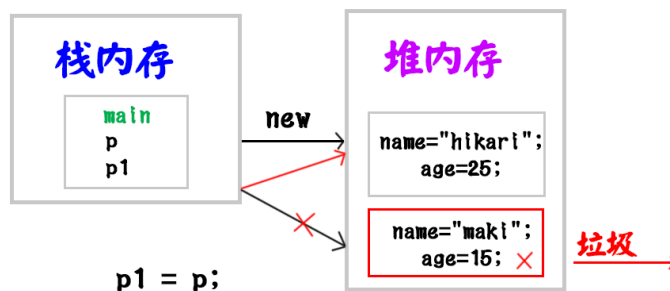 栈内存
main
p
p1
new
堆内存
name="hikari";
age=25;
name="maki";
age=15;
垃圾
p1 = p;